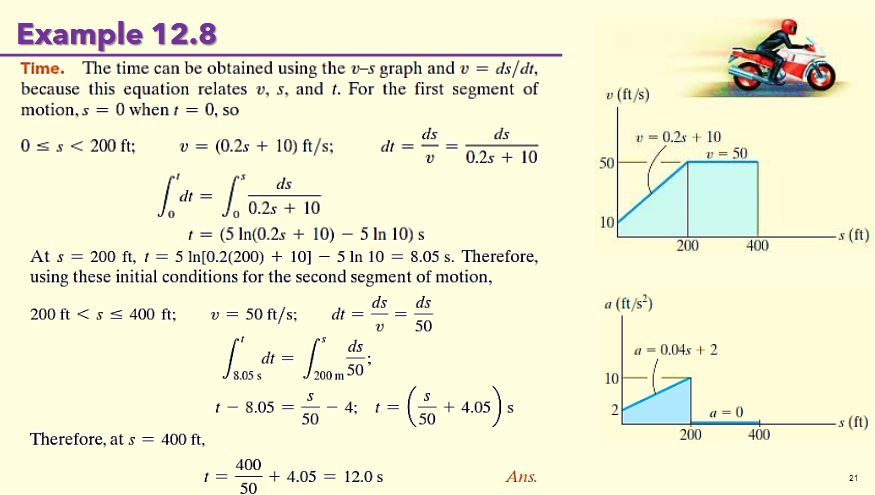 Example 12.8
Time. The time can be obtained using the v–s graph and v = ds/dt,
because this equation relates v, s, and t. For the first segment of
motion, s = 0 when t = 0, so
0 ≤ s < 200 ft; v = (0.2s + 10) ft/s; dt = ds/v = ds/(0.2s + 10)
∫₀ᵗ dt = ∫₀ˢ ds/(0.2s + 10)
t = (5 ln(0.2s + 10) − 5 ln 10) s
At s = 200 ft, t = 5 ln[0.2(200) + 10] − 5 ln 10 = 8.05 s. Therefore,
using these initial conditions for the second segment of motion,
200 ft < s ≤ 400 ft; v = 50 ft/s; dt = ds/v = ds/50
∫_{8.05 s}^{t} dt = ∫_{200 m}^{s} ds/50;
t − 8.05 = s/50 − 4; t = (s/50 + 4.05) s
Therefore, at s = 400 ft,
t = 400/50 + 4.05 = 12.0 s Ans.
v (ft/s)
v = 0.2s + 10
v = 50
50
10
200 400 s (ft)
a (ft/s²)
a = 0.04s + 2
10
2
a = 0
200 400 s (ft)
21